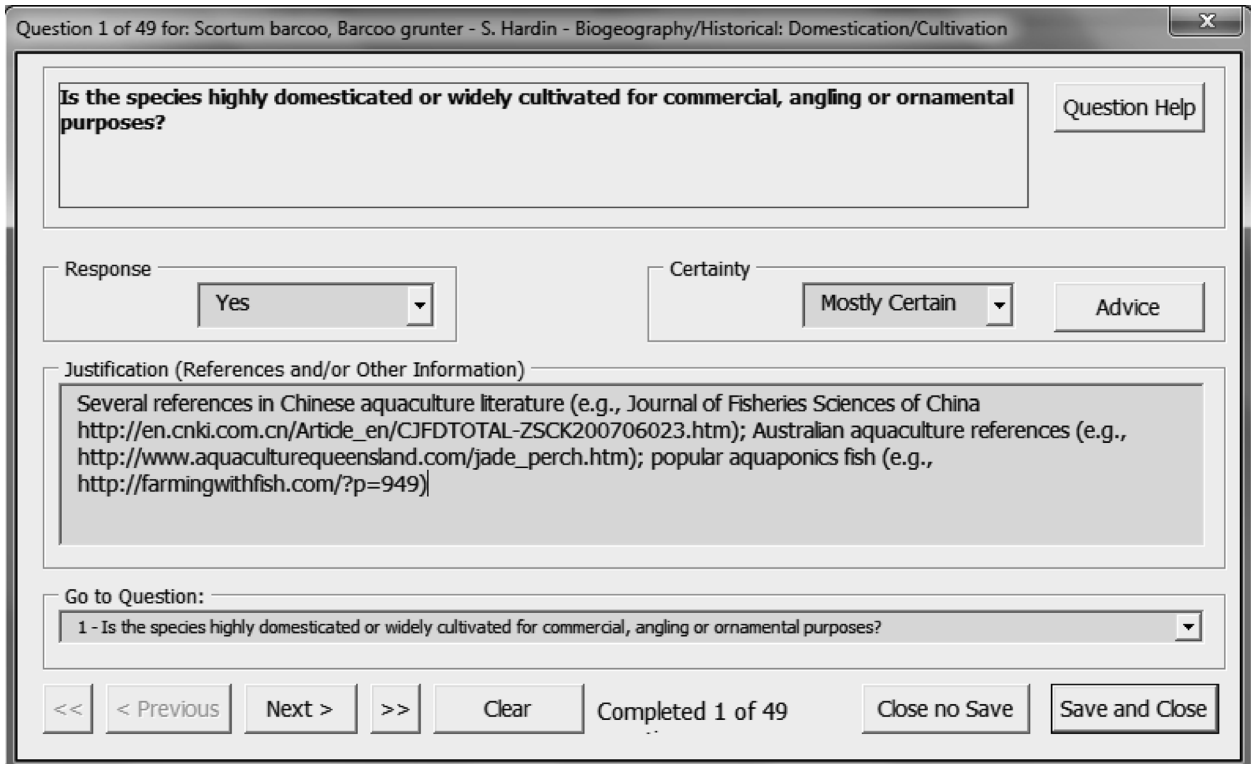 Question 1 of 49 for: Scortum barcoo, Barcoo grunter - S. Hardin - Biogeography/Historical: Domestication/Cultivation
x
Is the species highly domesticated or widely cultivated for commercial, angling or ornamental
purposes?
Question Help
Response
Yes
Certainty
Mostly Certain
Advice
Justification (References and/or Other Information)
Several references in Chinese aquaculture literature (e.g., Journal of Fisheries Sciences of China
http://en.cnki.com.cn/Article_en/CJFDTOTAL-ZSCK200706023.htm); Australian aquaculture references (e.g.,
http://www.aquaculturequeensland.com/jade_perch.htm); popular aquaponics fish (e.g.,
http://farmingwithfish.com/?p=949)
Go to Question:
1 - Is the species highly domesticated or widely cultivated for commercial, angling or ornamental purposes?
<< < Previous Next > >> Clear Completed 1 of 49 Close no Save Save and Close